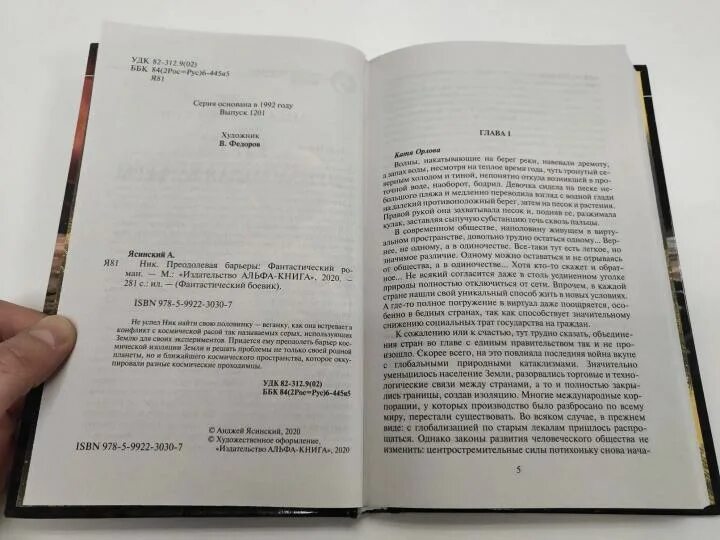 УДК 82-312.9(02)
ББК 84(2Рос=Рус)6-445я5
Я81
Серия основана в 1992 году
Выпуск 1201
Художник
В. Федоров
Ясинский А.
Я81 Ник. Преодолевая барьеры: Фантастический ро-
ман. — М.: «Издательство АЛЬФА-КНИГА», 2020. —
281 с.: ил. — (Фантастический боевик).
ISBN 978-5-9922-3030-7
Не успел Ник найти свою половинку — веганку, как он встревает в
конфликт с космической расой так называемых серых, использующих
Землю для своих экспериментов. Придется ему преодолеть барьер кос-
мической изоляции Земли и решать проблемы не только своей родной
планеты, но и ближайшего космического пространства, которое окку-
пировали разные космические проходимцы.
УДК 82-312.9(02)
ББК 84(2Рос=Рус)6-445я5
© Анджей Ясинский, 2020
© Художественное оформление,
ISBN 978-5-9922-3030-7 «Издательство АЛЬФА-КНИГА», 2020
ГЛАВА 1
Катя Орлова
Волны, накатывающие на берег реки, навевали дремоту,
а запах воды, несмотря на теплое время года, чуть тронутый се-
верным холодом и тиной, непонятно откуда возникшей в про-
точной воде, наоборот, бодрил. Девочка сидела на песке не-
большого пляжа и медленно переводила взгляд с водной глади
на далекий противоположный берег, затем на песок и растения.
Правой рукой она захватывала песок и, подняв ее, разжимала
кулак, заставляя сыпучую субстанцию течь сквозь пальцы.
В современном обществе, наполовину живущем в вирту-
альном пространстве, довольно трудно остаться одному... Вер-
нее, не одному, а в одиночестве. Все-таки тут есть легкое, но
значимое различие. Одному можно оставаться и не отрываясь
от общества, а в одиночестве... Хотя кто-то скажет и обрат-
ное... Не всякий согласится даже в столь уединенном уголке
природы полностью отключиться от сети. Впрочем, в каждой
стране нашли свой уникальный способ жить в новых условиях.
А где-то полное погружение в виртуал даже поощряется, осо-
бенно в бедных странах, так как способствует значительному
снижению социальных трат государства на граждан.
К сожалению или к счастью, тут трудно сказать, объедине-
ния стран во главе с единым правительством так и не про-
изошло. Скорее всего, на это повлияла последняя война вкупе
с глобальными природными катаклизмами. Значительно
уменьшилось население Земли, разорвались торговые и техно-
логические связи между странами, а то и полностью закрылись
границы, создав изоляцию. Многие международные кор-
порации, у которых производство было разбросано по всему
миру, перестали существовать. Во всяком случае, в прежнем
виде: с глобализацией по старым лекалам пришлось распро-
щаться. Однако законы развития человеческого общества не
изменить: центростремительные силы потихоньку снова нача-
5